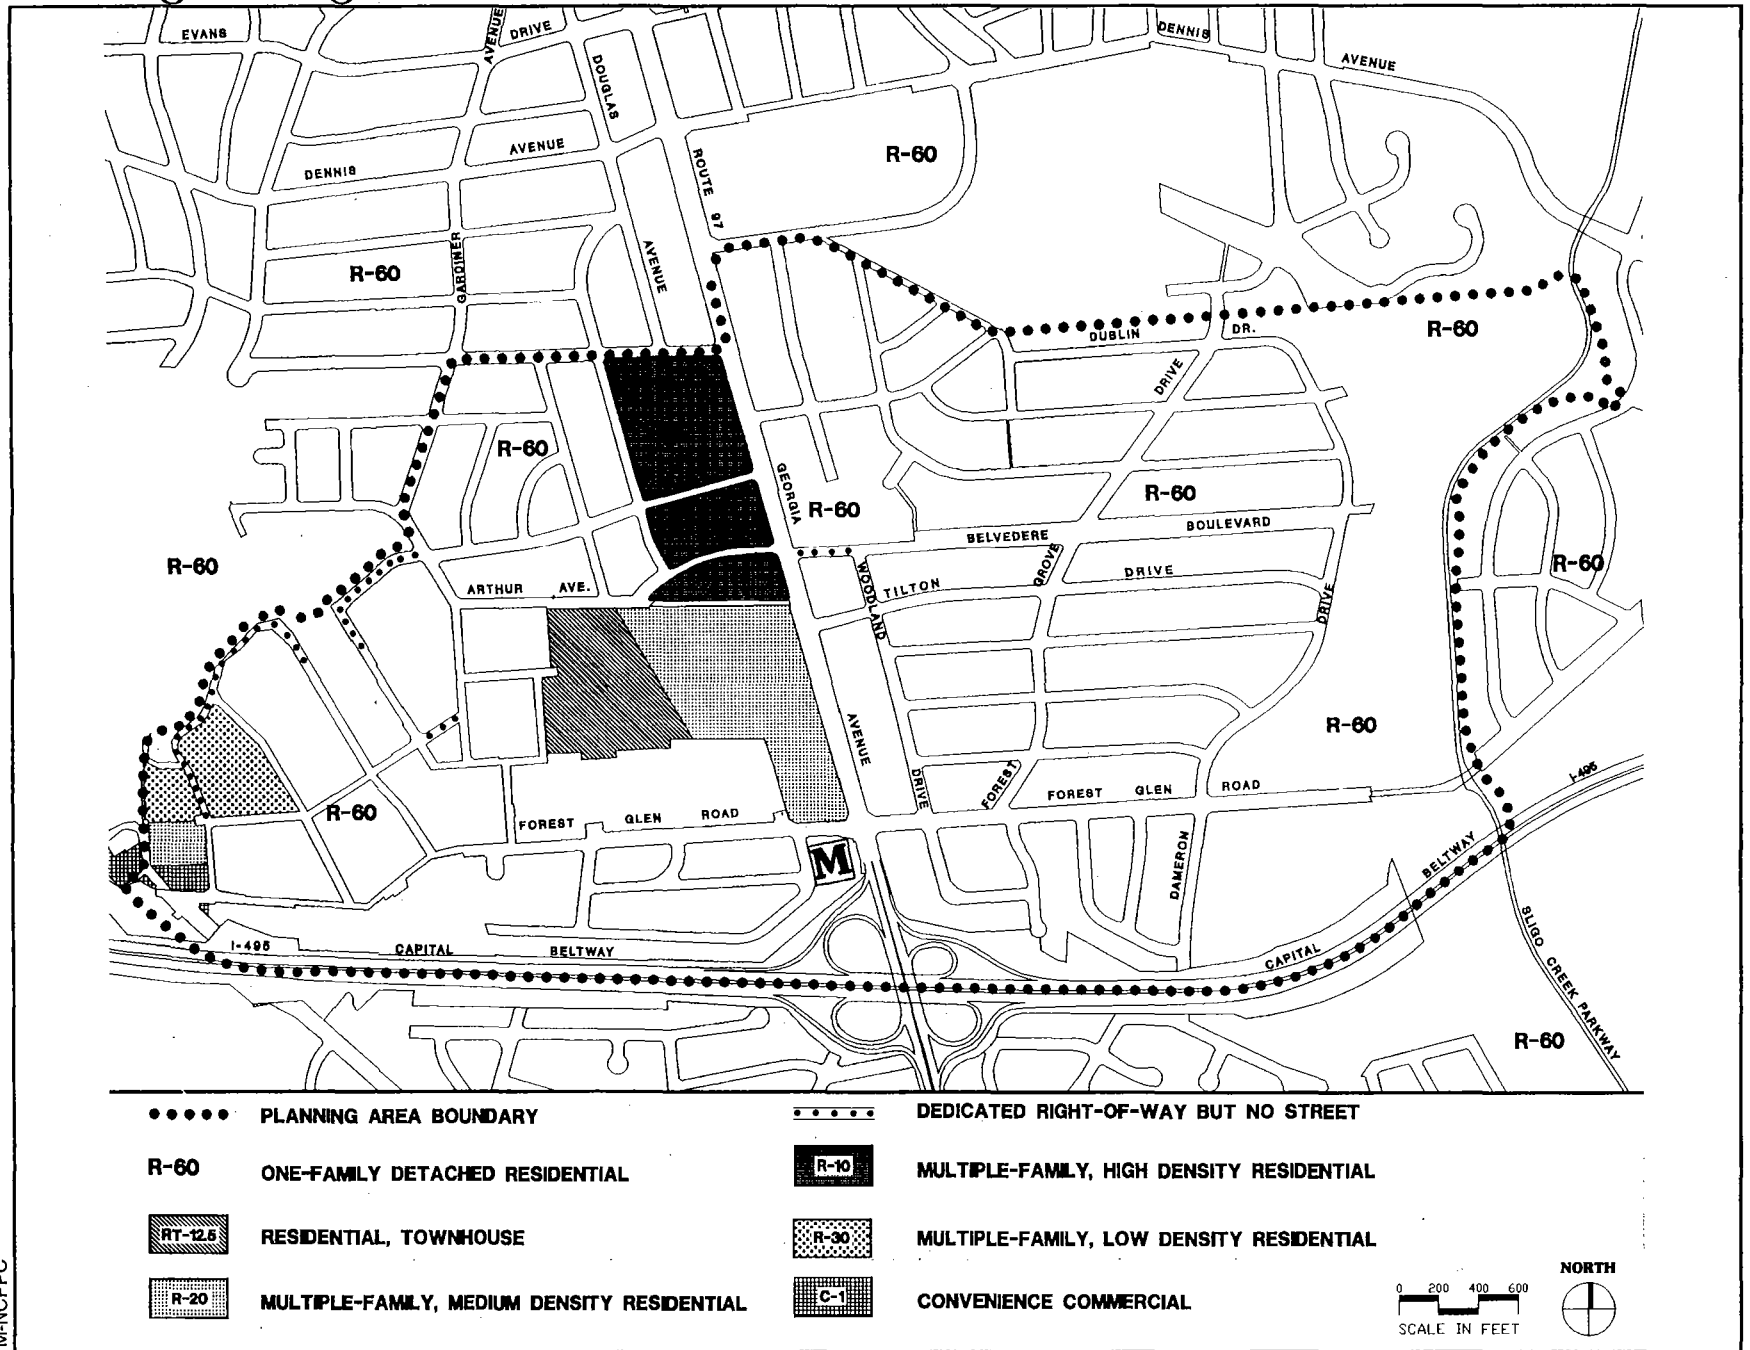 EVANS
AVENUE
DRIVE
DOUGLAS
DENNIS
AVENUE
DENNIS
AVENUE
ROUTE 97
R-60
GARDINER
R-60
AVENUE
DUBLIN DR.
R-60
DRIVE
R-60
GEORGIA
R-60
R-60
BELVEDERE BOULEVARD
R-60
R-60
ARTHUR AVE.
WOODLAND
TILTON
GROVE
DRIVE
DRIVE
AVENUE
R-60
DRIVE
FOREST
FOREST GLEN ROAD
I-495
R-60
FOREST GLEN ROAD
M
DAMERON
BELTWAY
I-495
CAPITAL
BELTWAY
CAPITAL
SLIGO CREEK PARKWAY
R-60
PLANNING AREA BOUNDARY
DEDICATED RIGHT-OF-WAY BUT NO STREET
R-60
ONE-FAMILY DETACHED RESIDENTIAL
R-10
MULTIPLE-FAMILY, HIGH DENSITY RESIDENTIAL
RT-12.5
RESIDENTIAL, TOWNHOUSE
R-30
MULTIPLE-FAMILY, LOW DENSITY RESIDENTIAL
R-20
MULTIPLE-FAMILY, MEDIUM DENSITY RESIDENTIAL
C-1
CONVENIENCE COMMERCIAL
0 200 400 600
SCALE IN FEET
NORTH
M-NCPPC